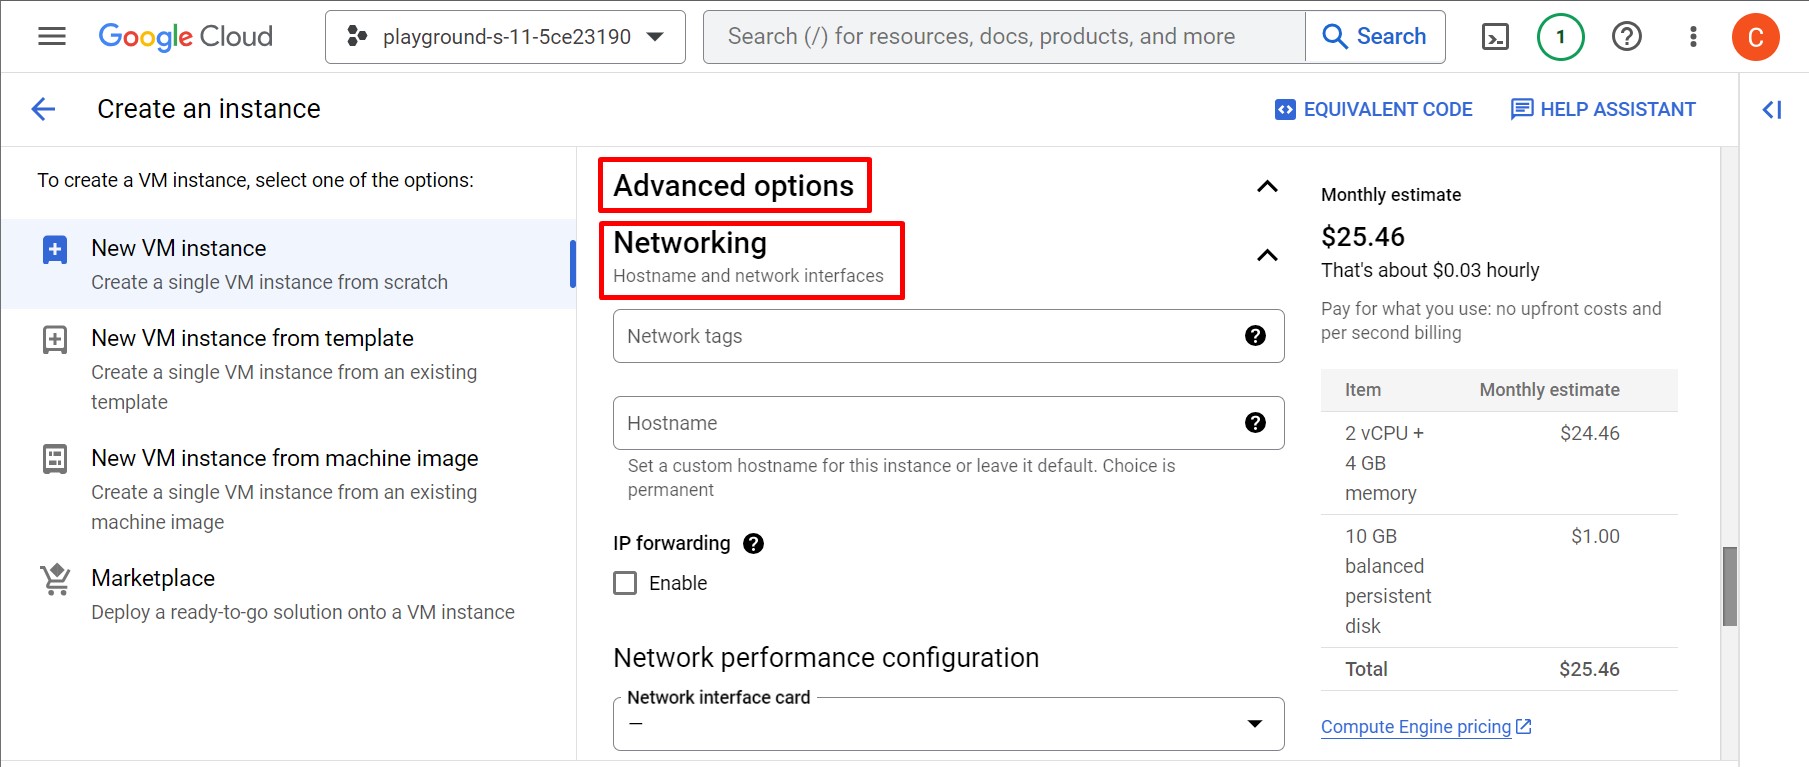 Google Cloud
playground-s-11-5ce23190
Search (/) for resources, docs, products, and more
Search
1
C
Create an instance
EQUIVALENT CODE
HELP ASSISTANT
To create a VM instance, select one of the options:
New VM instance
Create a single VM instance from scratch
New VM instance from template
Create a single VM instance from an existing
template
New VM instance from machine image
Create a single VM instance from an existing
machine image
Marketplace
Deploy a ready-to-go solution onto a VM instance
Advanced options
Networking
Hostname and network interfaces
Network tags
Hostname
Set a custom hostname for this instance or leave it default. Choice is
permanent
IP forwarding
Enable
Network performance configuration
Network interface card
—
Monthly estimate
$25.46
That's about $0.03 hourly
Pay for what you use: no upfront costs and
per second billing
Item Monthly estimate
2 vCPU + $24.46
4 GB
memory
10 GB $1.00
balanced
persistent
disk
Total $25.46
Compute Engine pricing